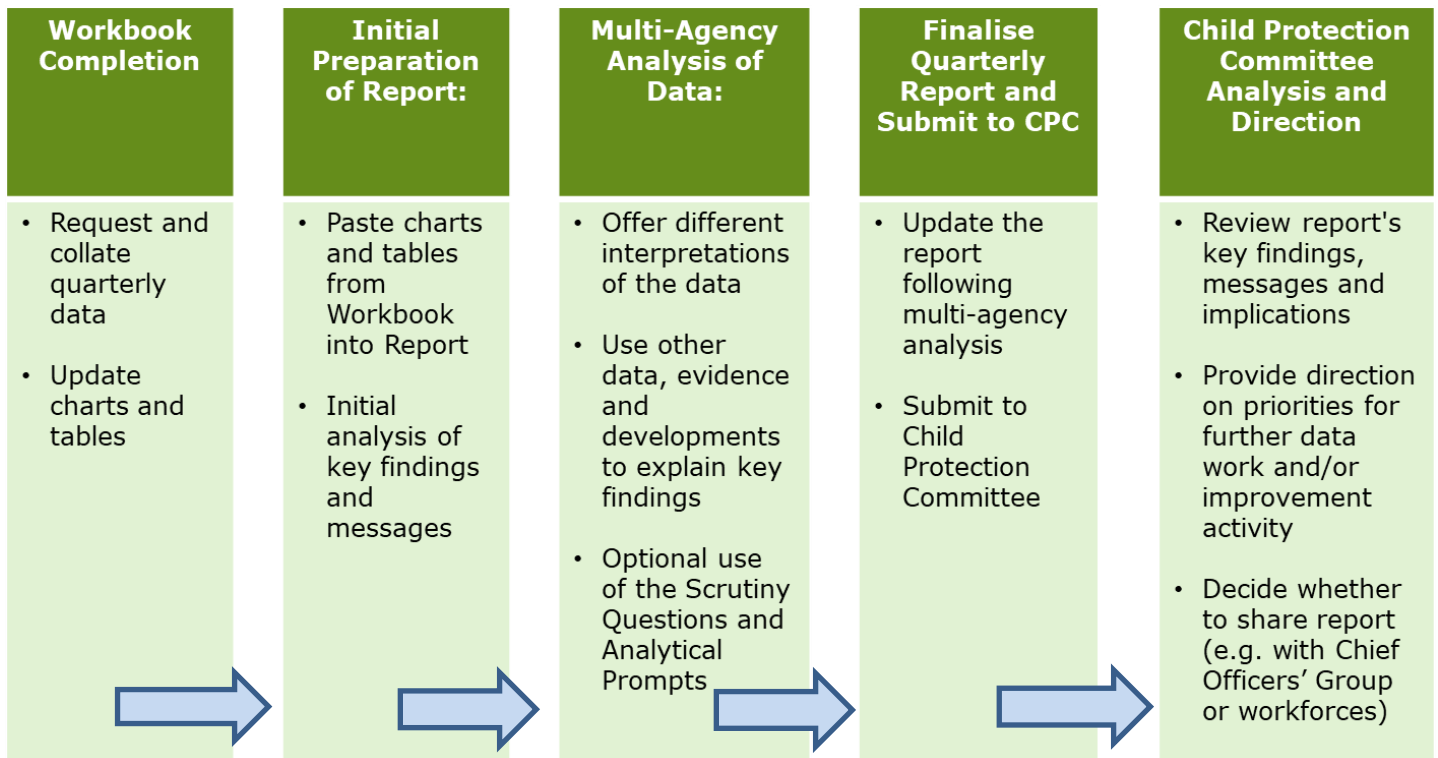 Workbook
Completion
• Request and
collate
quarterly
data
• Update
charts and
tables
Initial
Preparation
of Report:
• Paste charts
and tables
from
Workbook
into Report
• Initial
analysis of
key findings
and
messages
Multi-Agency
Analysis of
Data:
• Offer different
interpretations
of the data
• Use other
data, evidence
and
developments
to explain key
findings
• Optional use
of the Scrutiny
Questions and
Analytical
Prompts
Finalise
Quarterly
Report and
Submit to CPC
• Update the
report
following
multi-agency
analysis
• Submit to
Child
Protection
Committee
Child Protection
Committee
Analysis and
Direction
• Review report's
key findings,
messages and
implications
• Provide direction
on priorities for
further data
work and/or
improvement
activity
• Decide whether
to share report
(e.g. with Chief
Officers’ Group
or workforces)